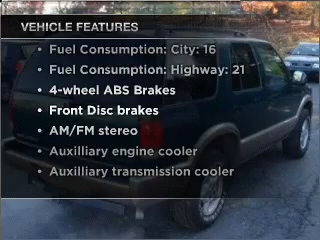 VEHICLE FEATURES
• Fuel Consumption: City: 16
• Fuel Consumption: Highway: 21
• 4-wheel ABS Brakes
• Front Disc brakes
• AM/FM stereo
• Auxilliary engine cooler
• Auxilliary transmission cooler